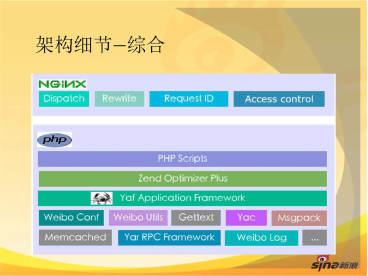 架构细节–综合
NGiNX
Dispatch Rewrite Request ID Access control
php
PHP Scripts
Zend Optimizer Plus
Yaf Application Framework
Weibo Conf Weibo Utils Gettext Yac Msgpack
Memcached Yar RPC Framework Weibo Log ...
sina新浪